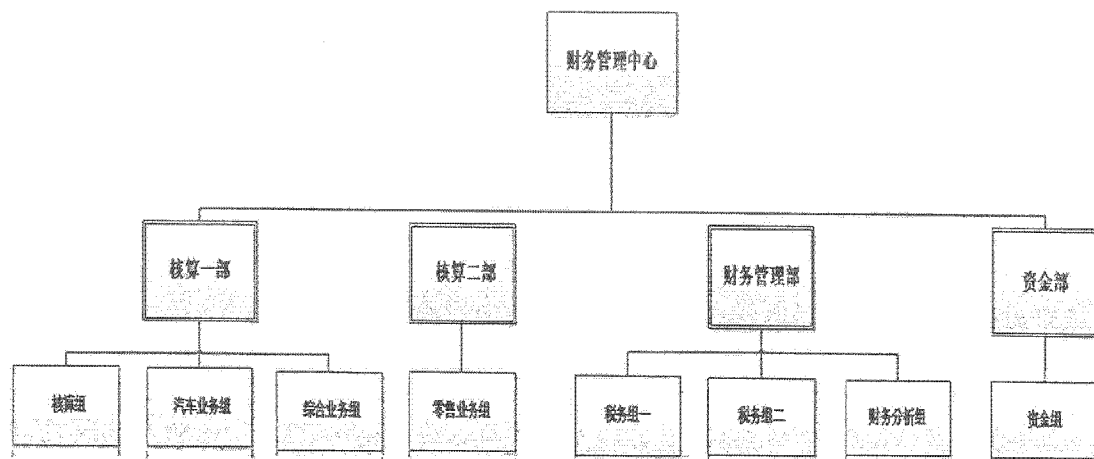 财务管理中心
核算一部
核算二部
财务管理部
资金部
核算组
汽车业务组
综合业务组
零售业务组
税务组一
税务组二
财务分析组
资金组